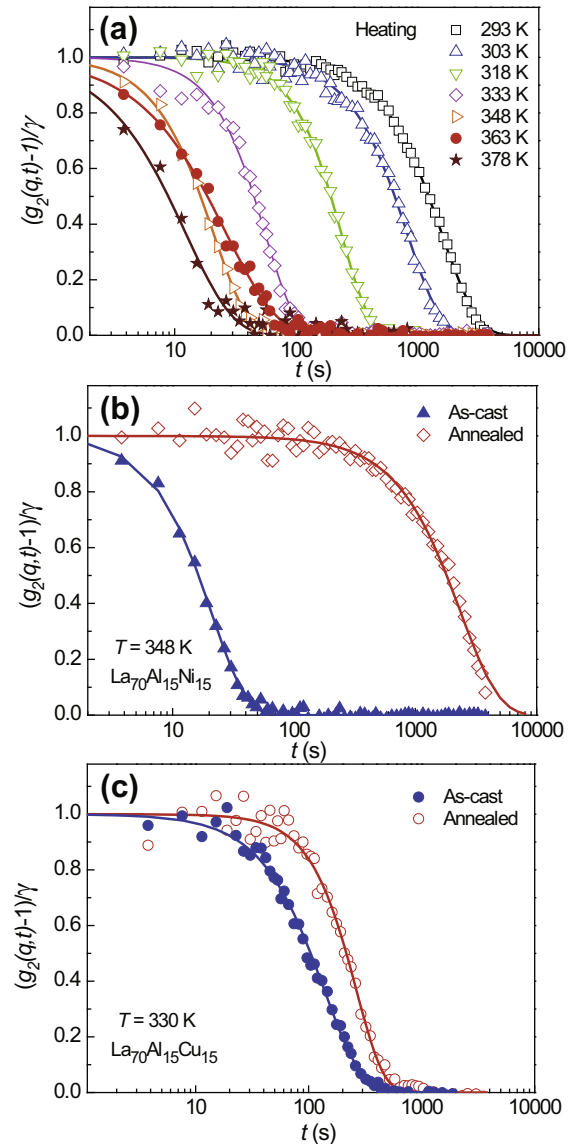 (a)
Heating
293 K
303 K
318 K
333 K
348 K
363 K
378 K
(g₂(q,t)-1)/γ
1.0
0.8
0.6
0.4
0.2
0.0
10
100
1000
10000
t (s)
(b)
As-cast
Annealed
(g₂(q,t)-1)/γ
1.0
0.8
0.6
0.4
0.2
0.0
T = 348 K
La₇₀Al₁₅Ni₁₅
10
100
1000
10000
t (s)
(c)
As-cast
Annealed
(g₂(q,t)-1)/γ
1.0
0.8
0.6
0.4
0.2
0.0
T = 330 K
La₇₀Al₁₅Cu₁₅
10
100
1000
10000
t (s)